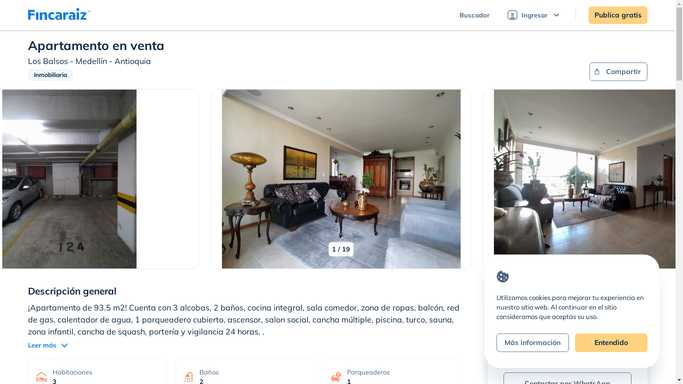 Fincaraiz
Buscador
Ingresar
Publica gratis
Apartamento en venta
Los Balsos - Medellín - Antioquia
Inmobiliaria
Compartir
124
1 / 19
Descripción general
¡Apartamento de 93.5 m2! Cuenta con 3 alcobas, 2 baños, cocina integral, sala comedor, zona de ropas, balcón, red
de gas, calentador de agua, 1 parqueadero cubierto, ascensor, salon social, cancha múltiple, piscina, turco, sauna,
zona infantil, cancha de squash, portería y vigilancia 24 horas, .
Leer más
Utilizamos cookies para mejorar tu experiencia en
nuestro sitio web. Al continuar en el sitio
consideramos que aceptas su uso.
Más información
Entendido
Habitaciones
3
Baños
2
Parqueaderos
1
Contactar por WhatsApp